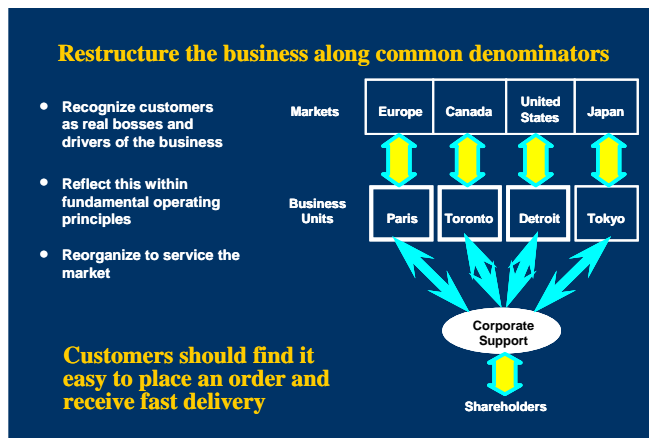 Restructure the business along common denominators
• Recognize customers
as real bosses and
drivers of the business
• Reflect this within
fundamental operating
principles
• Reorganize to service the
market
Customers should find it
easy to place an order and
receive fast delivery
Markets
Europe
Canada
United
States
Japan
Business
Units
Paris
Toronto
Detroit
Tokyo
Corporate
Support
Shareholders